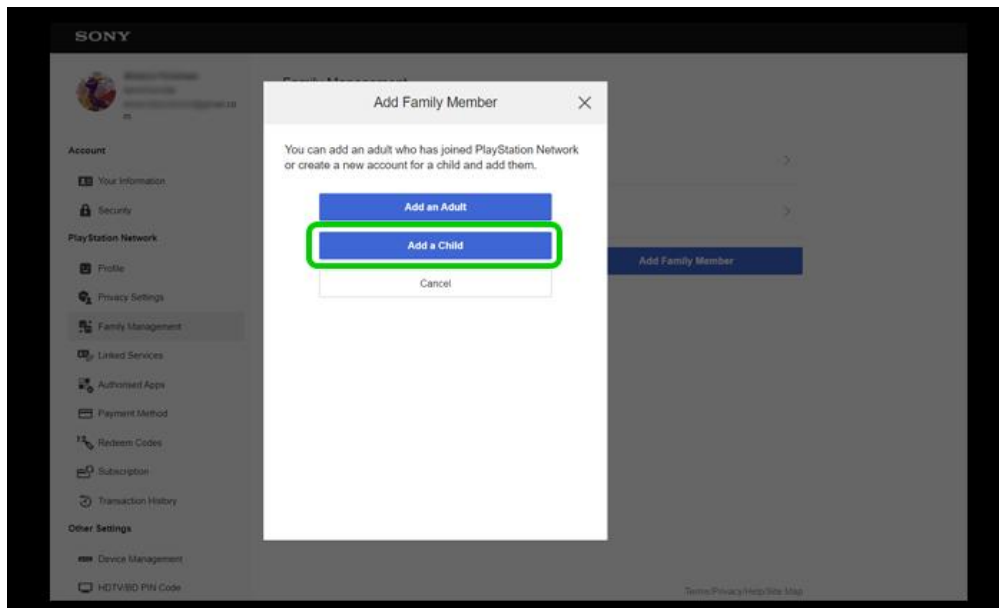 SONY
Account
Your Information
Security
PlayStation Network
Profile
Privacy Settings
Family Management
Linked Services
Authorised Apps
Payment Method
Redeem Codes
Subscription
Transaction History
Other Settings
Device Management
HDTV/BD PIN Code
Family Management
Add Family Member
You can add an adult who has joined PlayStation Network
or create a new account for a child and add them.
Add an Adult
Add a Child
Cancel
Add Family Member
Terms/Privacy/Help/Site Map